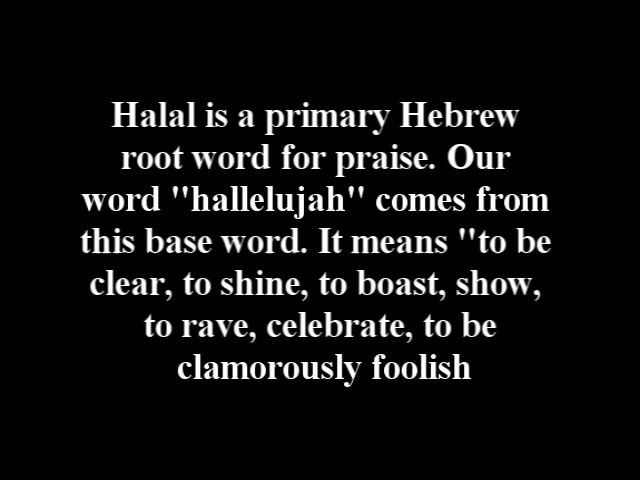 Halal is a primary Hebrew
root word for praise. Our
word "hallelujah" comes from
this base word. It means "to be
clear, to shine, to boast, show,
to rave, celebrate, to be
clamorously foolish